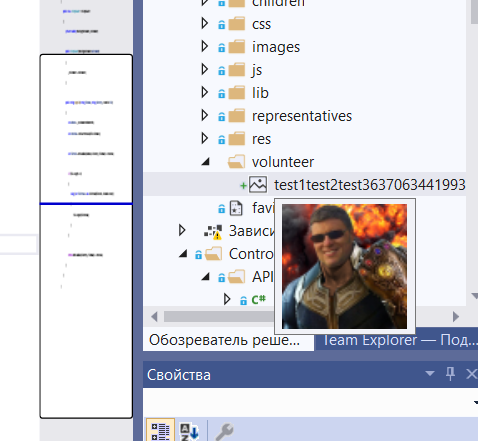 children
css
images
js
lib
representatives
res
volunteer
test1test2test3637063441993
favi
Зависи
Contro
API
C#
Обозреватель реше...
Team Explorer — Под...
Свойства